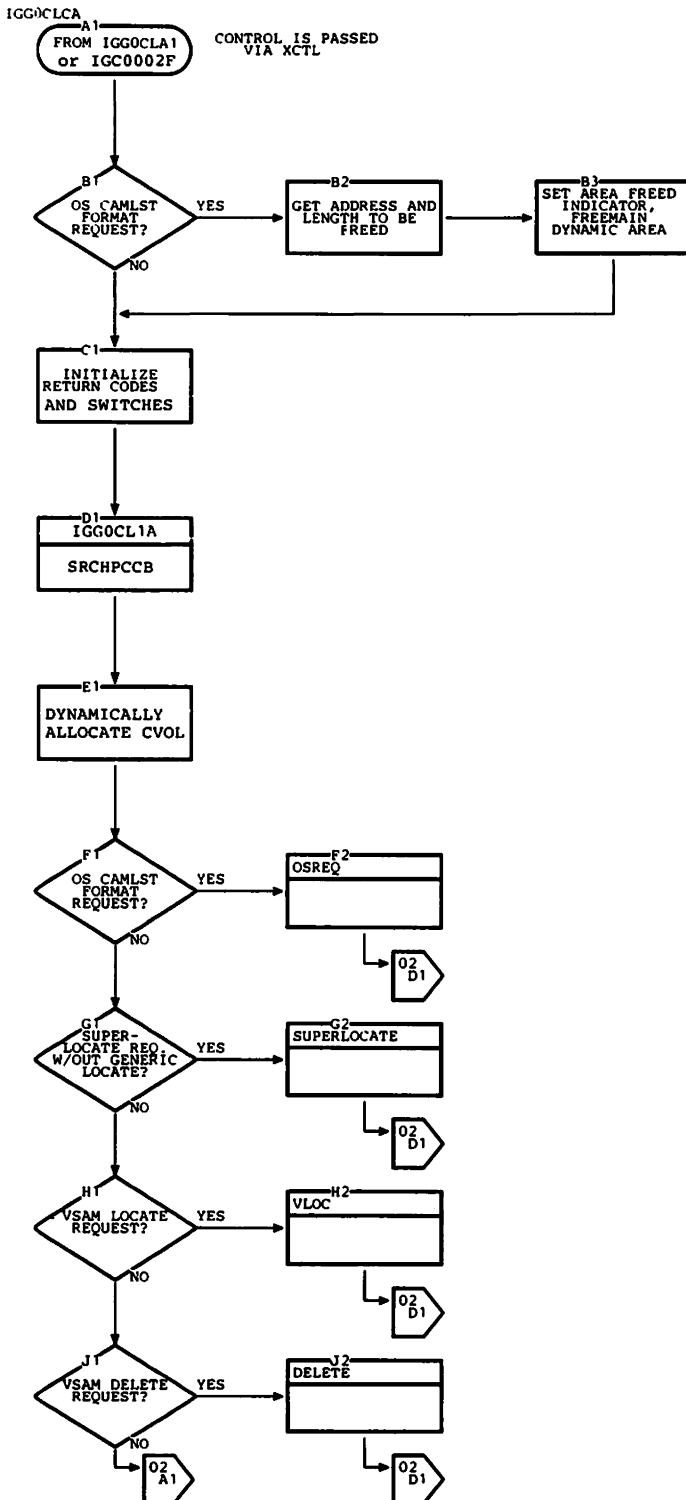 IGG0CLCA
A1
FROM IGG0CLA1
or IGC0002F
CONTROL IS PASSED
VIA XCTL
B1
OS CAMLST
FORMAT
REQUEST?
YES
NO
B2
GET ADDRESS AND
LENGTH TO BE
FREED
B3
SET AREA FREED
INDICATOR,
FREEMAIN
DYNAMIC AREA
C1
INITIALIZE
RETURN CODES
AND SWITCHES
D1
IGG0CL1A
SRCHPCCB
E1
DYNAMICALLY
ALLOCATE CVOL
F1
OS CAMLST
FORMAT
REQUEST?
YES
NO
F2
OSREQ
02
D1
G1
SUPER-
LOCATE REQ.
W/OUT GENERIC
LOCATE?
YES
NO
G2
SUPERLOCATE
02
D1
H1
VSAM LOCATE
REQUEST?
YES
NO
H2
VLOC
02
D1
J1
VSAM DELETE
REQUEST?
YES
NO
J2
DELETE
02
A1
02
D1